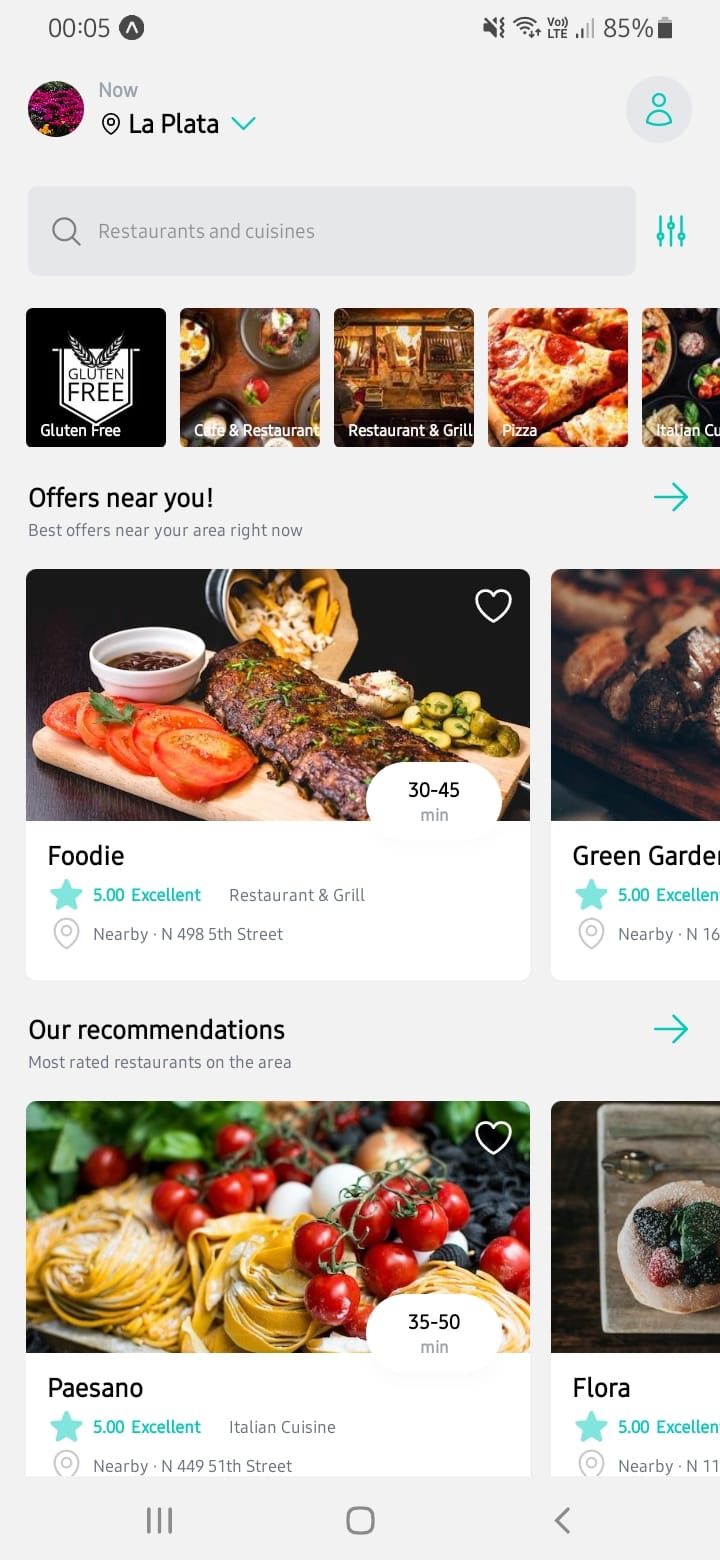 00:05
Vo))
LTE
85%
Now
La Plata
Restaurants and cuisines
GLUTEN
FREE
Gluten Free
Cafe & Restaurant
Restaurant & Grill
Pizza
Italian Cu
Offers near you!
Best offers near your area right now
30-45
min
Foodie
5.00 Excellent Restaurant & Grill
Nearby · N 498 5th Street
Green Garde
5.00 Excellen
Nearby · N 16
Our recommendations
Most rated restaurants on the area
35-50
min
Paesano
5.00 Excellent Italian Cuisine
Nearby · N 449 51th Street
Flora
5.00 Excellen
Nearby · N 11